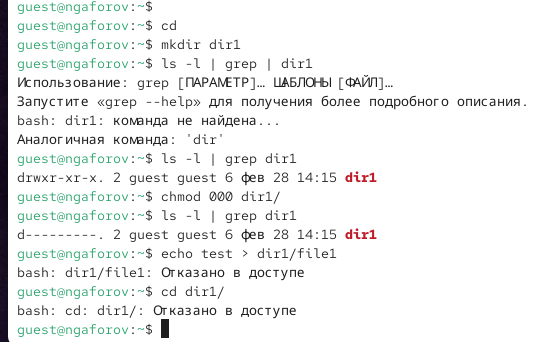 guest@ngaforov:~$
guest@ngaforov:~$ cd
guest@ngaforov:~$ mkdir dir1
guest@ngaforov:~$ ls -l | grep | dir1
Использование: grep [ПАРАМЕТР]… ШАБЛОНЫ [ФАЙЛ]…
Запустите «grep --help» для получения более подробного описания.
bash: dir1: команда не найдена...
Аналогичная команда: 'dir'
guest@ngaforov:~$ ls -l | grep dir1
drwxr-xr-x. 2 guest guest 6 фев 28 14:15 dir1
guest@ngaforov:~$ chmod 000 dir1/
guest@ngaforov:~$ ls -l | grep dir1
d---------. 2 guest guest 6 фев 28 14:15 dir1
guest@ngaforov:~$ echo test > dir1/file1
bash: dir1/file1: Отказано в доступе
guest@ngaforov:~$ cd dir1/
bash: cd: dir1/: Отказано в доступе
guest@ngaforov:~$